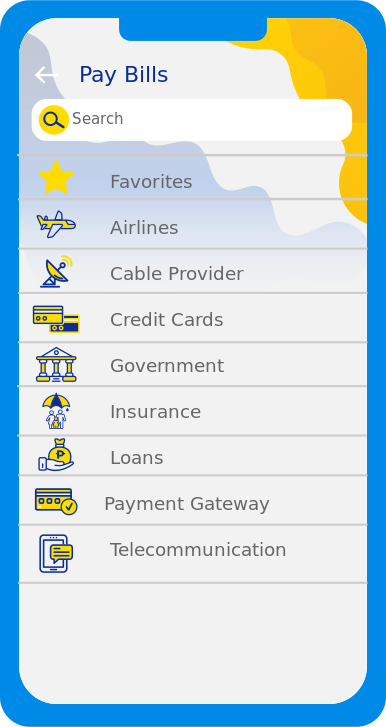 Pay Bills
Search
Favorites
Airlines
Cable Provider
Credit Cards
Government
Insurance
Loans
Payment Gateway
Telecommunication